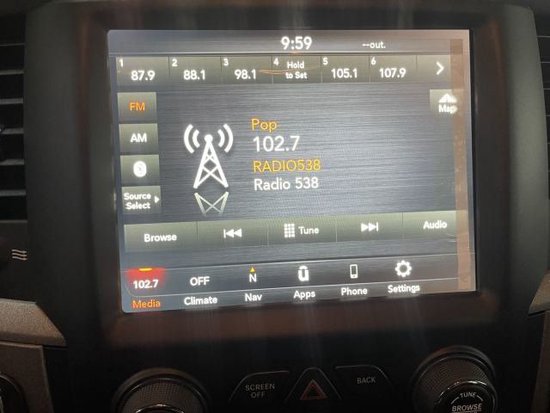 9:59 --out.
1 2 3 4 5 6
87.9 88.1 98.1 Hold to Set 105.1 107.9
FM
Map
AM
Pop
102.7
RADIO538
Radio 538
Source
Select
Browse Tune Audio
102.7 OFF N
Media Climate Nav Apps Phone Settings
SCREEN
OFF
BACK
TUNE
BROWSE